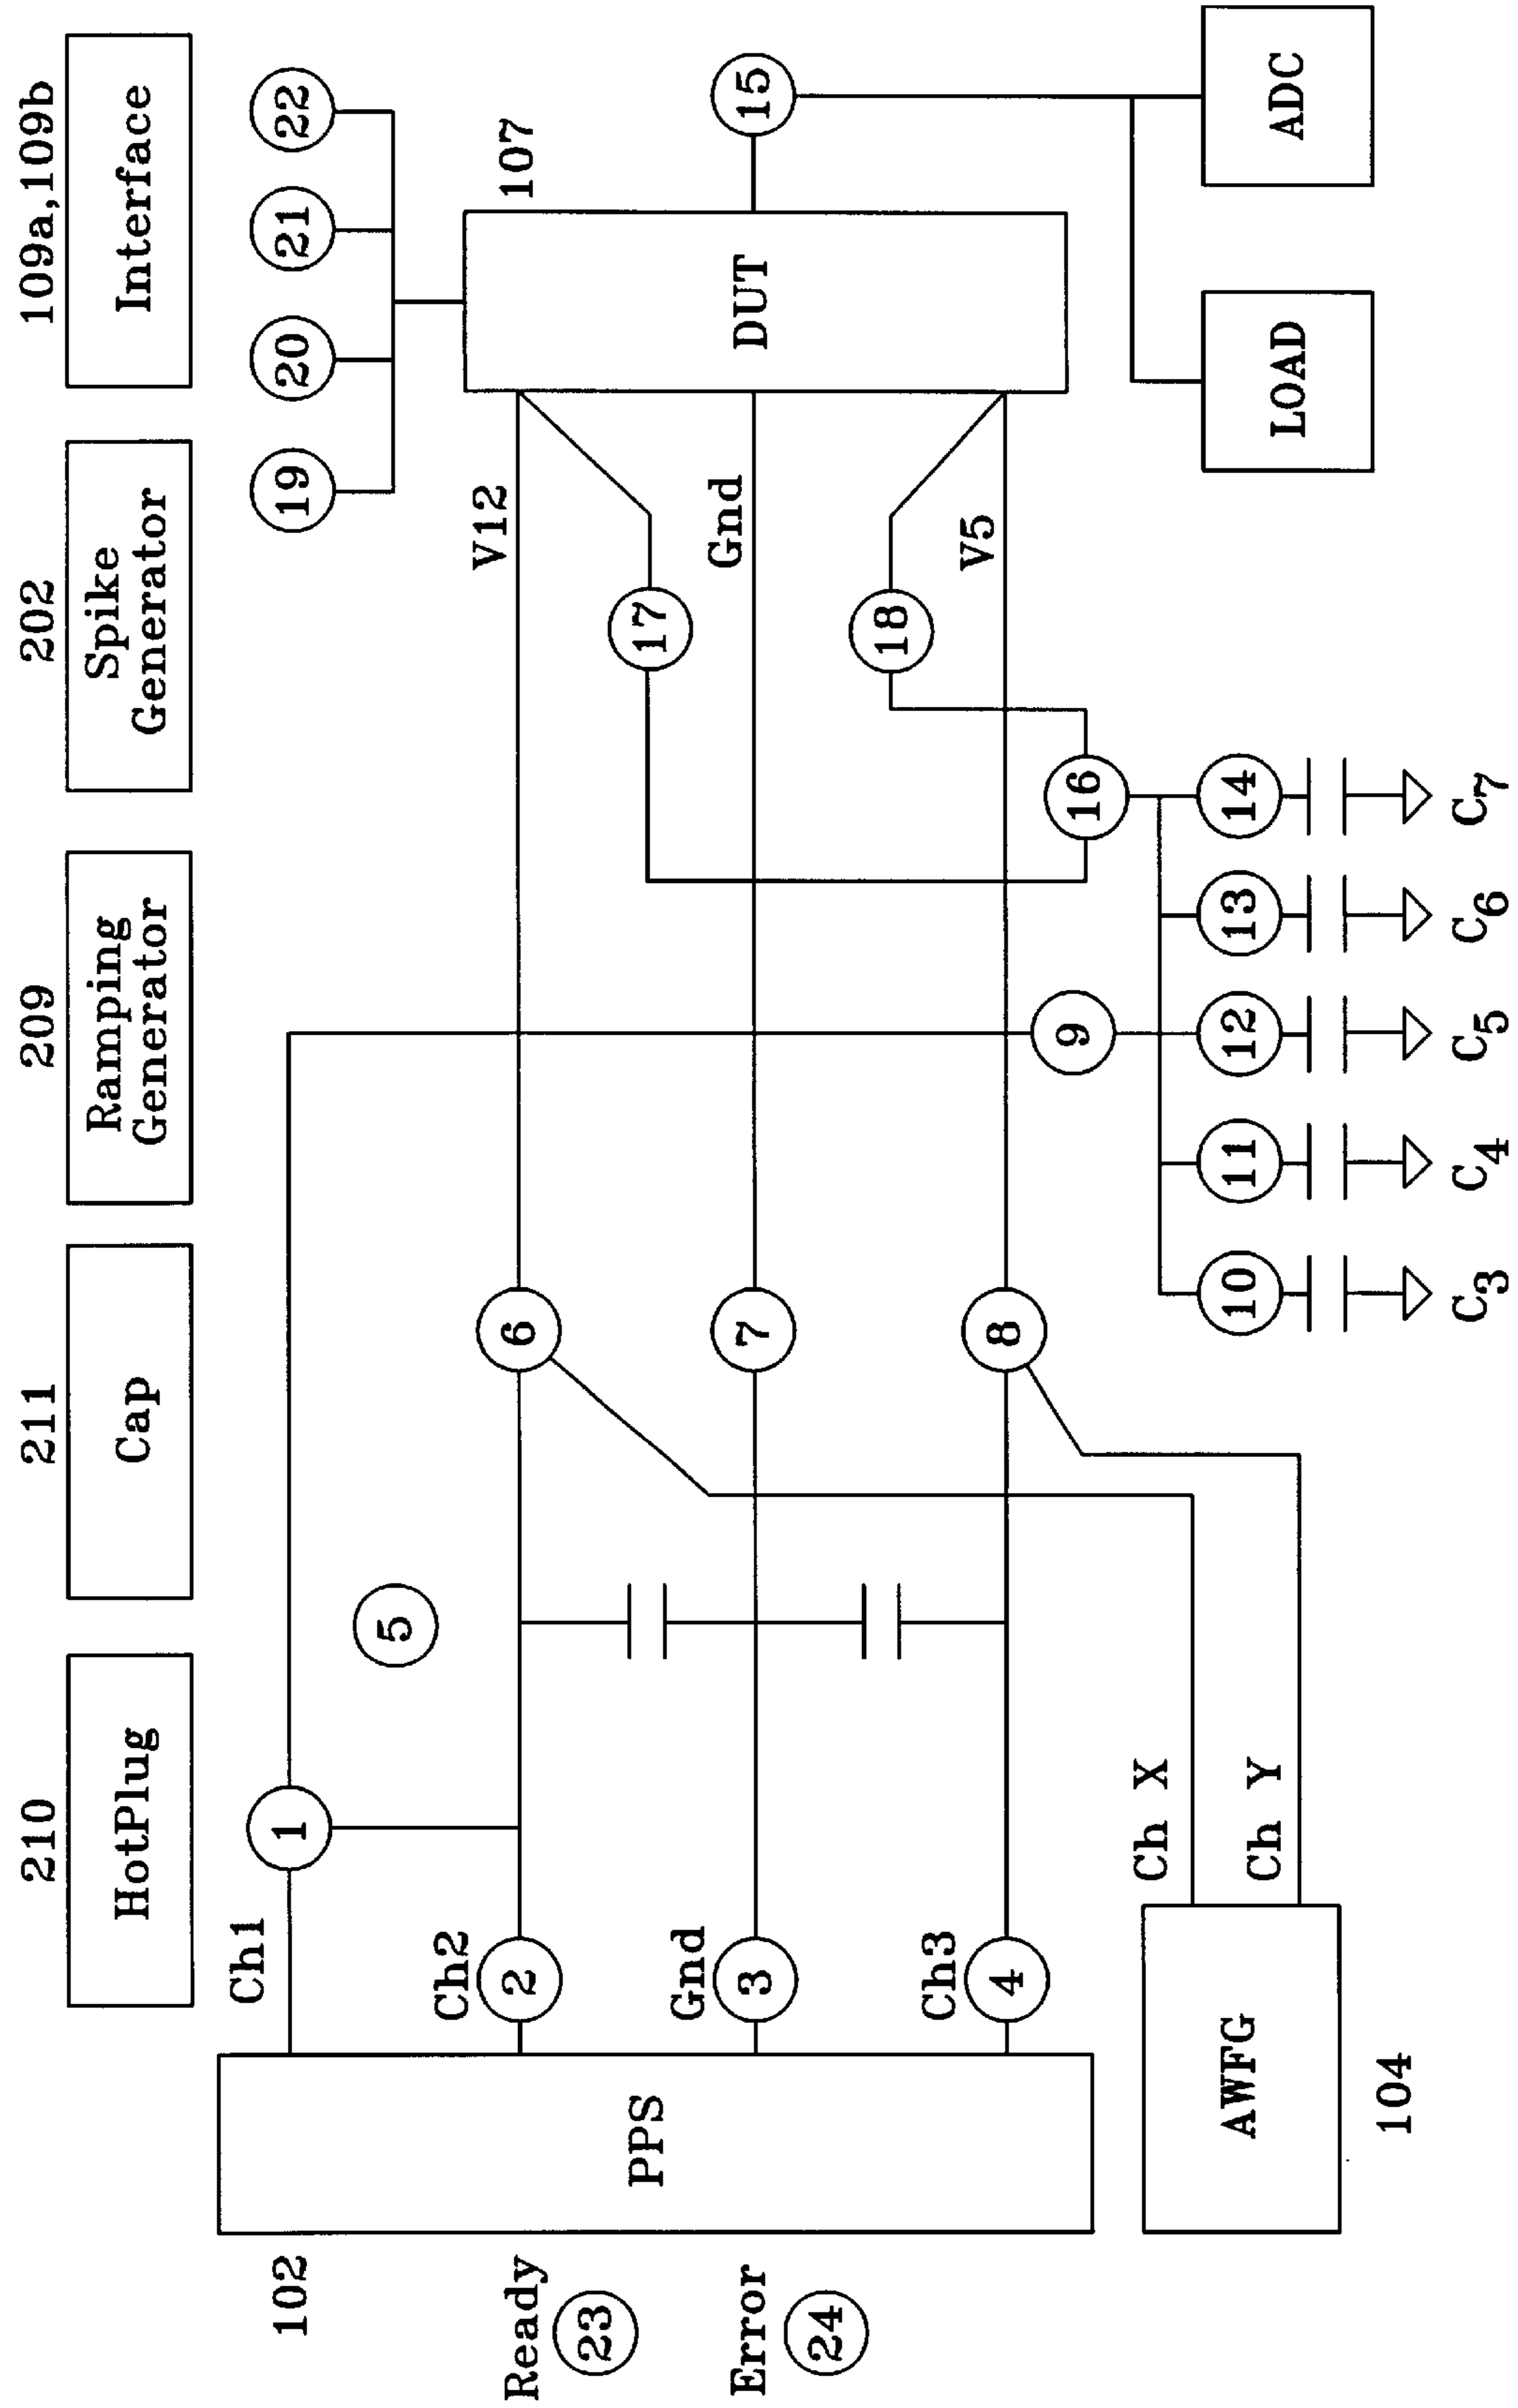 210
211
209
202
109a,109b
HotPlug
Cap
Ramping
Generator
Spike
Generator
Interface
Ch1
1
5
19
20
21
22
102
Ready
23
Error
24
PPS
Ch2
2
6
V12
107
Gnd
3
7
17
Gnd
DUT
15
Ch3
4
8
18
V5
9
16
Ch X
Ch Y
AWFG
104
10
11
12
13
14
LOAD
ADC
C3
C4
C5
C6
C7